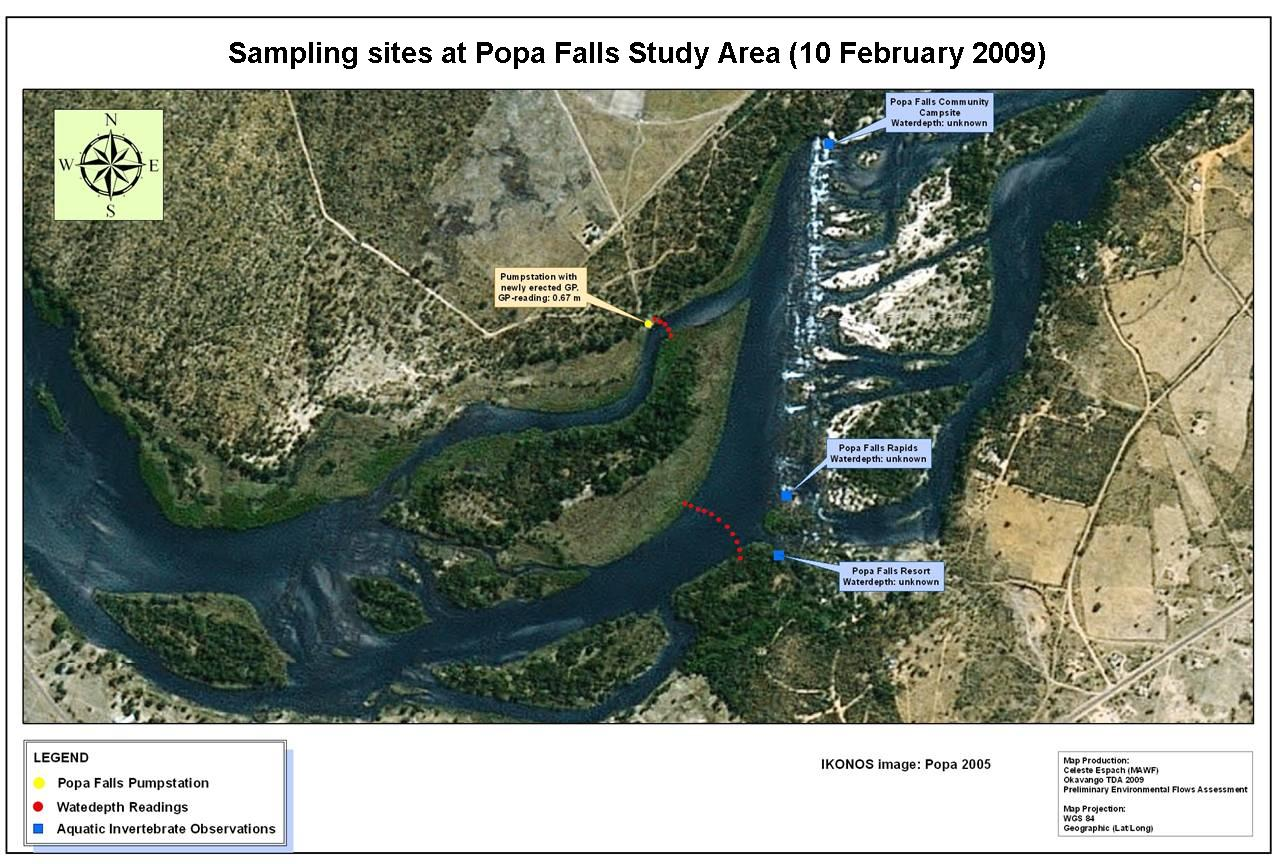 Sampling sites at Popa Falls Study Area (10 February 2009)
N
W E
S
Popa Falls Community
Campsite
Waterdepth: unknown
Pumpstation with
newly erected GP.
GP-reading: 0.67 m
Popa Falls Rapids
Waterdepth: unknown
Popa Falls Resort
Waterdepth: unknown
LEGEND
Popa Falls Pumpstation
Watedepth Readings
Aquatic Invertebrate Observations
IKONOS image: Popa 2005
Map Production:
Celeste Espach (MAWF)
Okavango TDA 2009
Preliminary Environmental Flows Assessment
Map Projection:
WGS 84
Geographic (Lat/Long)